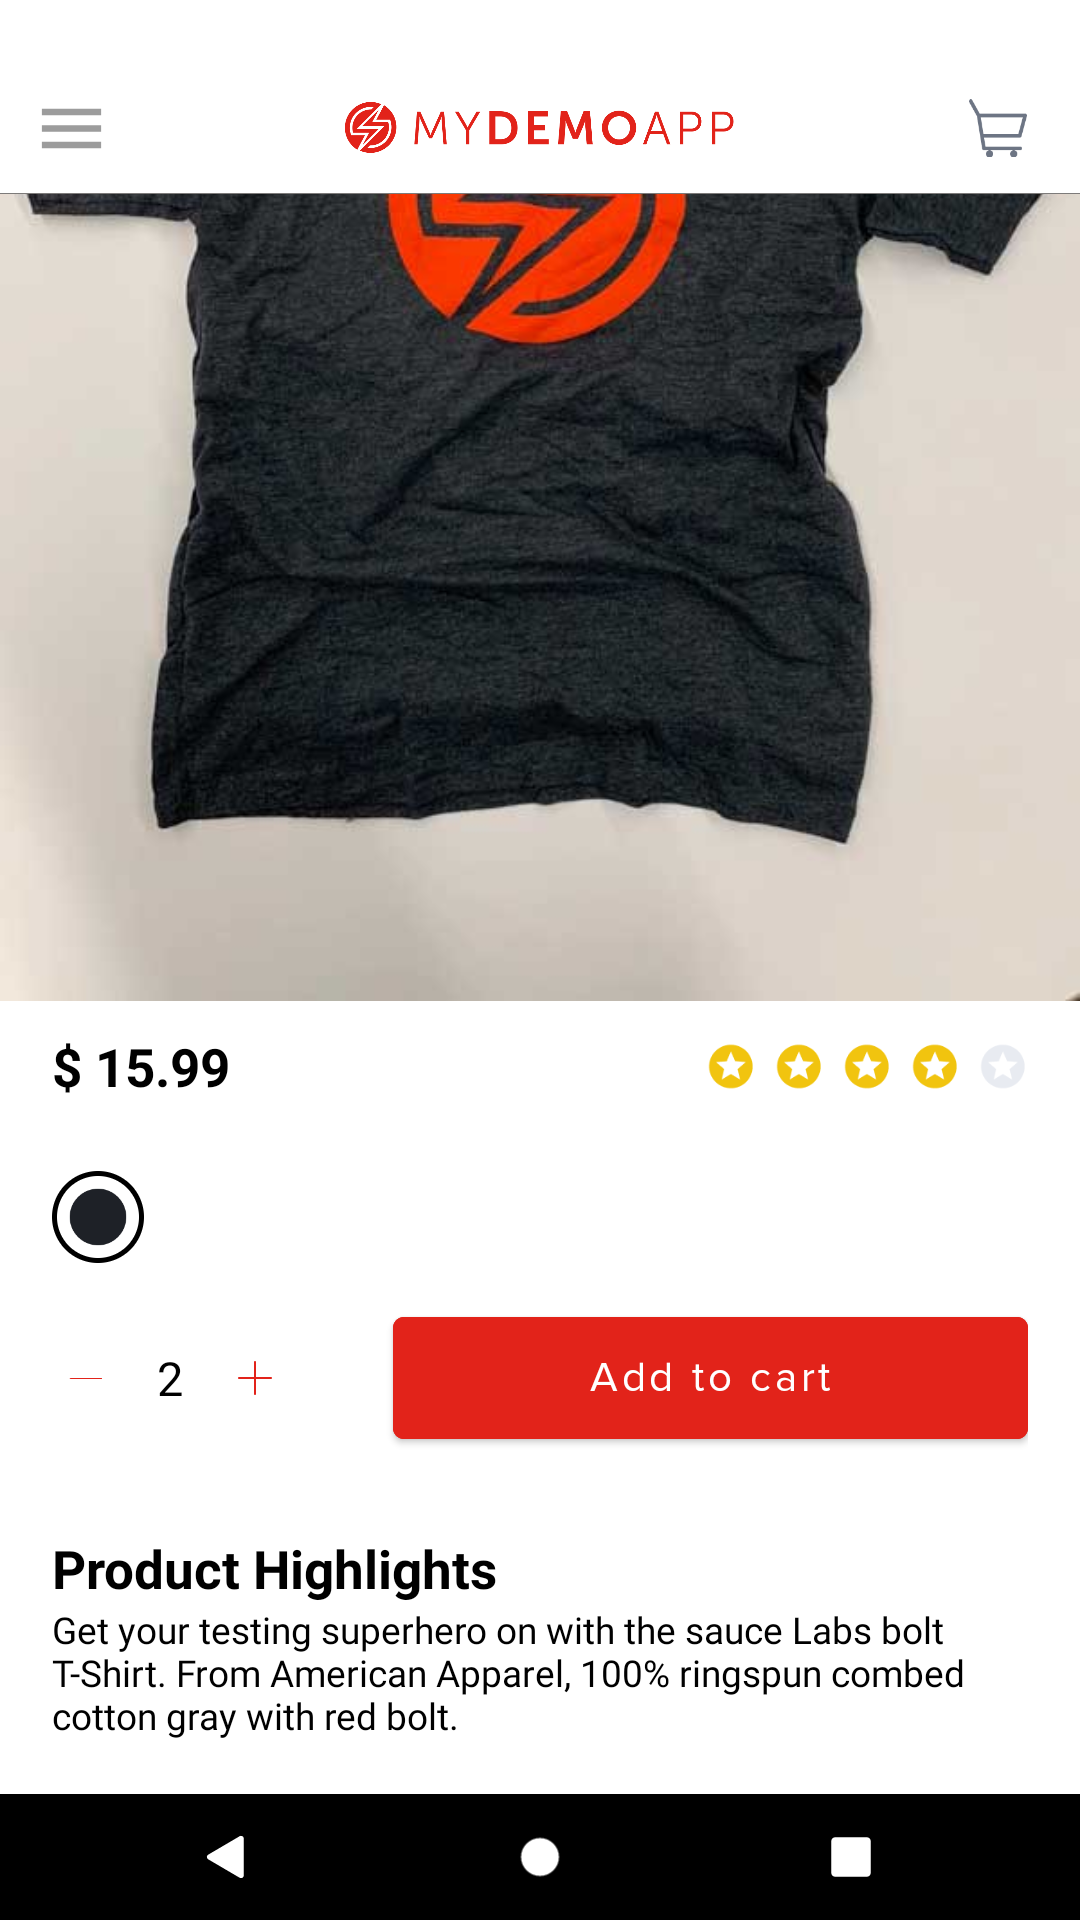 MYDEMOAPP
$ 15.99
2
Add to cart
Product Highlights
Get your testing superhero on with the sauce Labs bolt
T-Shirt. From American Apparel, 100% ringspun combed
cotton gray with red bolt.